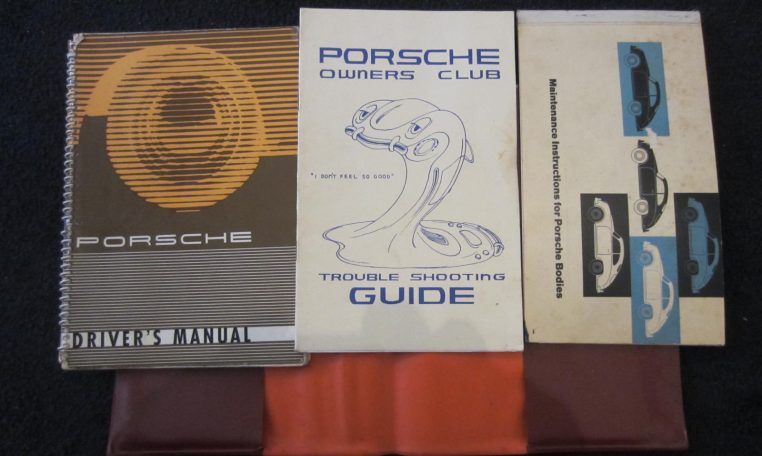 PORSCHE
DRIVER'S MANUAL
PORSCHE
OWNERS CLUB
"I DON'T FEEL SO GOOD"
TROUBLE SHOOTING
GUIDE
Maintenance Instructions for Porsche Bodies